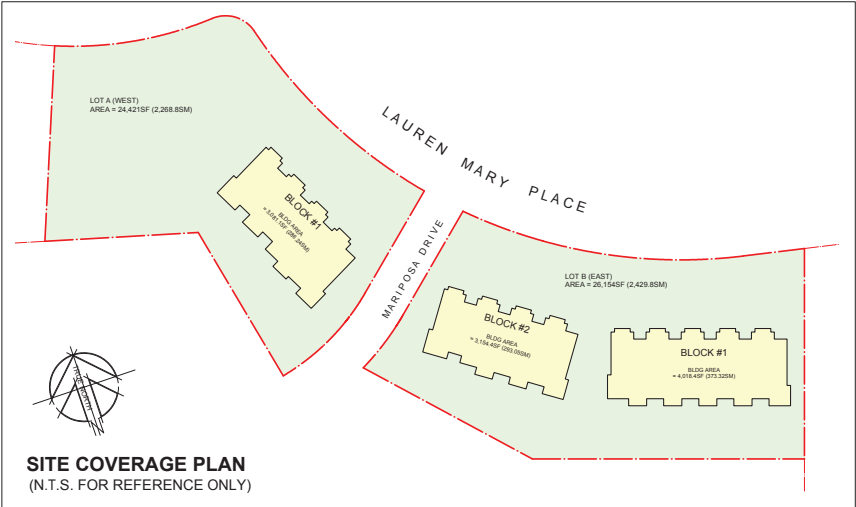 LOT A (WEST)
AREA = 24,421SF (2,268.8SM)
LAUREN MARY PLACE
BLOCK #1
BLDG AREA
= 3,081.1SF (286.24SM)
MARIPOSA DRIVE
LOT B (EAST)
AREA = 26,154SF (2,429.8SM)
BLOCK #2
BLDG AREA
= 3,154.4SF (293.05SM)
BLOCK #1
BLDG AREA
= 4,018.4SF (373.32SM)
TRUE NORTH
SITE COVERAGE PLAN
(N.T.S. FOR REFERENCE ONLY)